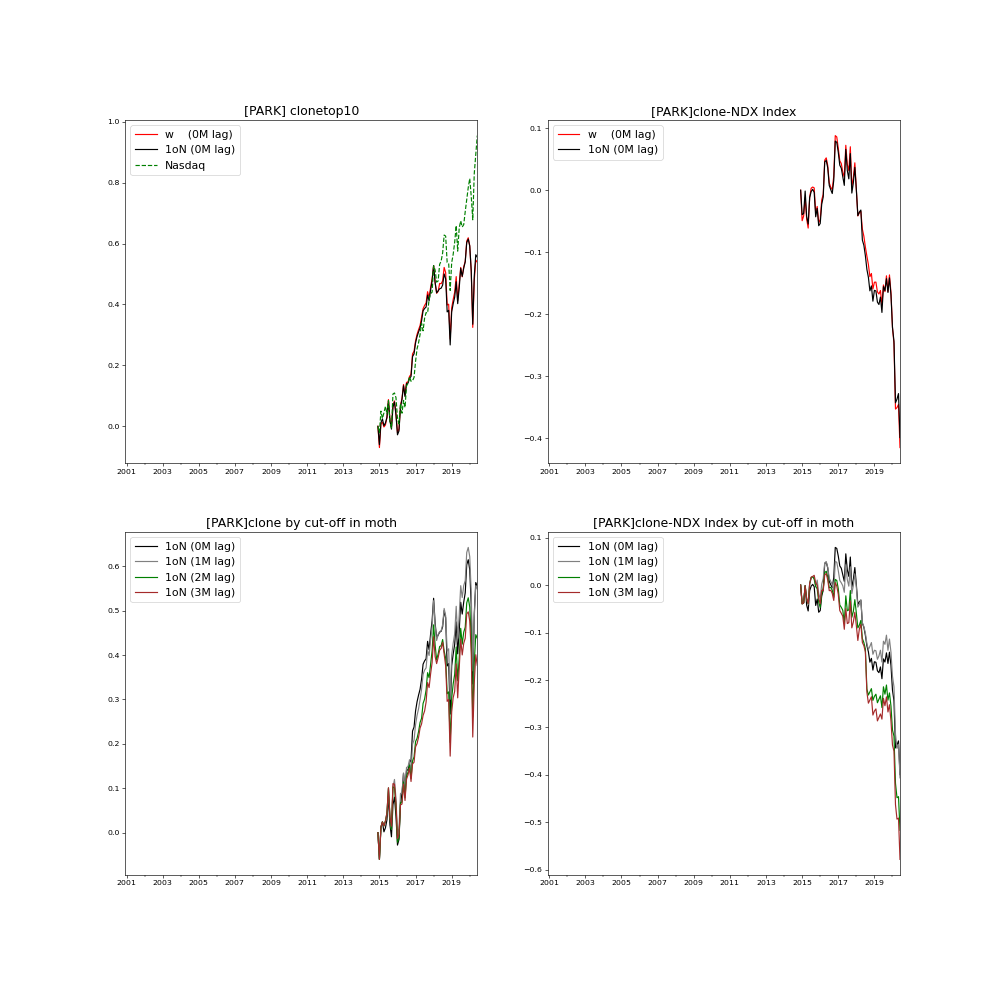 [PARK] clonetop10
w    (0M lag)
1oN (0M lag)
Nasdaq
1.0
0.8
0.6
0.4
0.2
0.0
2001 2003 2005 2007 2009 2011 2013 2015 2017 2019
[PARK]clone-NDX Index
w    (0M lag)
1oN (0M lag)
0.1
0.0
−0.1
−0.2
−0.3
−0.4
2001 2003 2005 2007 2009 2011 2013 2015 2017 2019
[PARK]clone by cut-off in moth
1oN (0M lag)
1oN (1M lag)
1oN (2M lag)
1oN (3M lag)
0.6
0.5
0.4
0.3
0.2
0.1
0.0
2001 2003 2005 2007 2009 2011 2013 2015 2017 2019
[PARK]clone-NDX Index by cut-off in moth
1oN (0M lag)
1oN (1M lag)
1oN (2M lag)
1oN (3M lag)
0.1
0.0
−0.1
−0.2
−0.3
−0.4
−0.5
−0.6
2001 2003 2005 2007 2009 2011 2013 2015 2017 2019